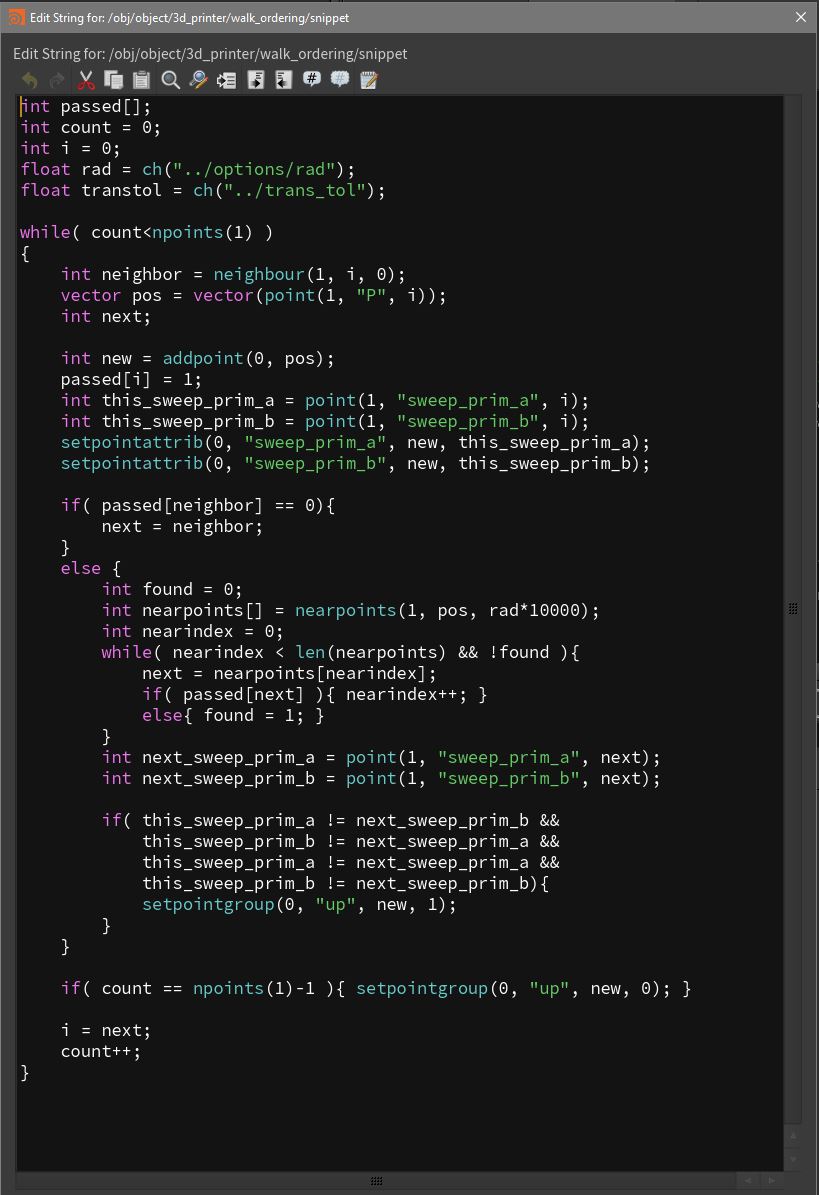 Edit String for: /obj/object/3d_printer/walk_ordering/snippet
Edit String for: /obj/object/3d_printer/walk_ordering/snippet
int passed[];
int count = 0;
int i = 0;
float rad = ch("../options/rad");
float transtol = ch("../trans_tol");

while( count<npoints(1) )
{
    int neighbor = neighbour(1, i, 0);
    vector pos = vector(point(1, "P", i));
    int next;

    int new = addpoint(0, pos);
    passed[i] = 1;
    int this_sweep_prim_a = point(1, "sweep_prim_a", i);
    int this_sweep_prim_b = point(1, "sweep_prim_b", i);
    setpointattrib(0, "sweep_prim_a", new, this_sweep_prim_a);
    setpointattrib(0, "sweep_prim_b", new, this_sweep_prim_b);

    if( passed[neighbor] == 0){
        next = neighbor;
    }
    else {
        int found = 0;
        int nearpoints[] = nearpoints(1, pos, rad*10000);
        int nearindex = 0;
        while( nearindex < len(nearpoints) && !found ){
            next = nearpoints[nearindex];
            if( passed[next] ){ nearindex++; }
            else{ found = 1; }
        }
        int next_sweep_prim_a = point(1, "sweep_prim_a", next);
        int next_sweep_prim_b = point(1, "sweep_prim_b", next);

        if( this_sweep_prim_a != next_sweep_prim_b &&
            this_sweep_prim_b != next_sweep_prim_a &&
            this_sweep_prim_a != next_sweep_prim_a &&
            this_sweep_prim_b != next_sweep_prim_b){
            setpointgroup(0, "up", new, 1);
        }
    }

    if( count == npoints(1)-1 ){ setpointgroup(0, "up", new, 0); }

    i = next;
    count++;
}